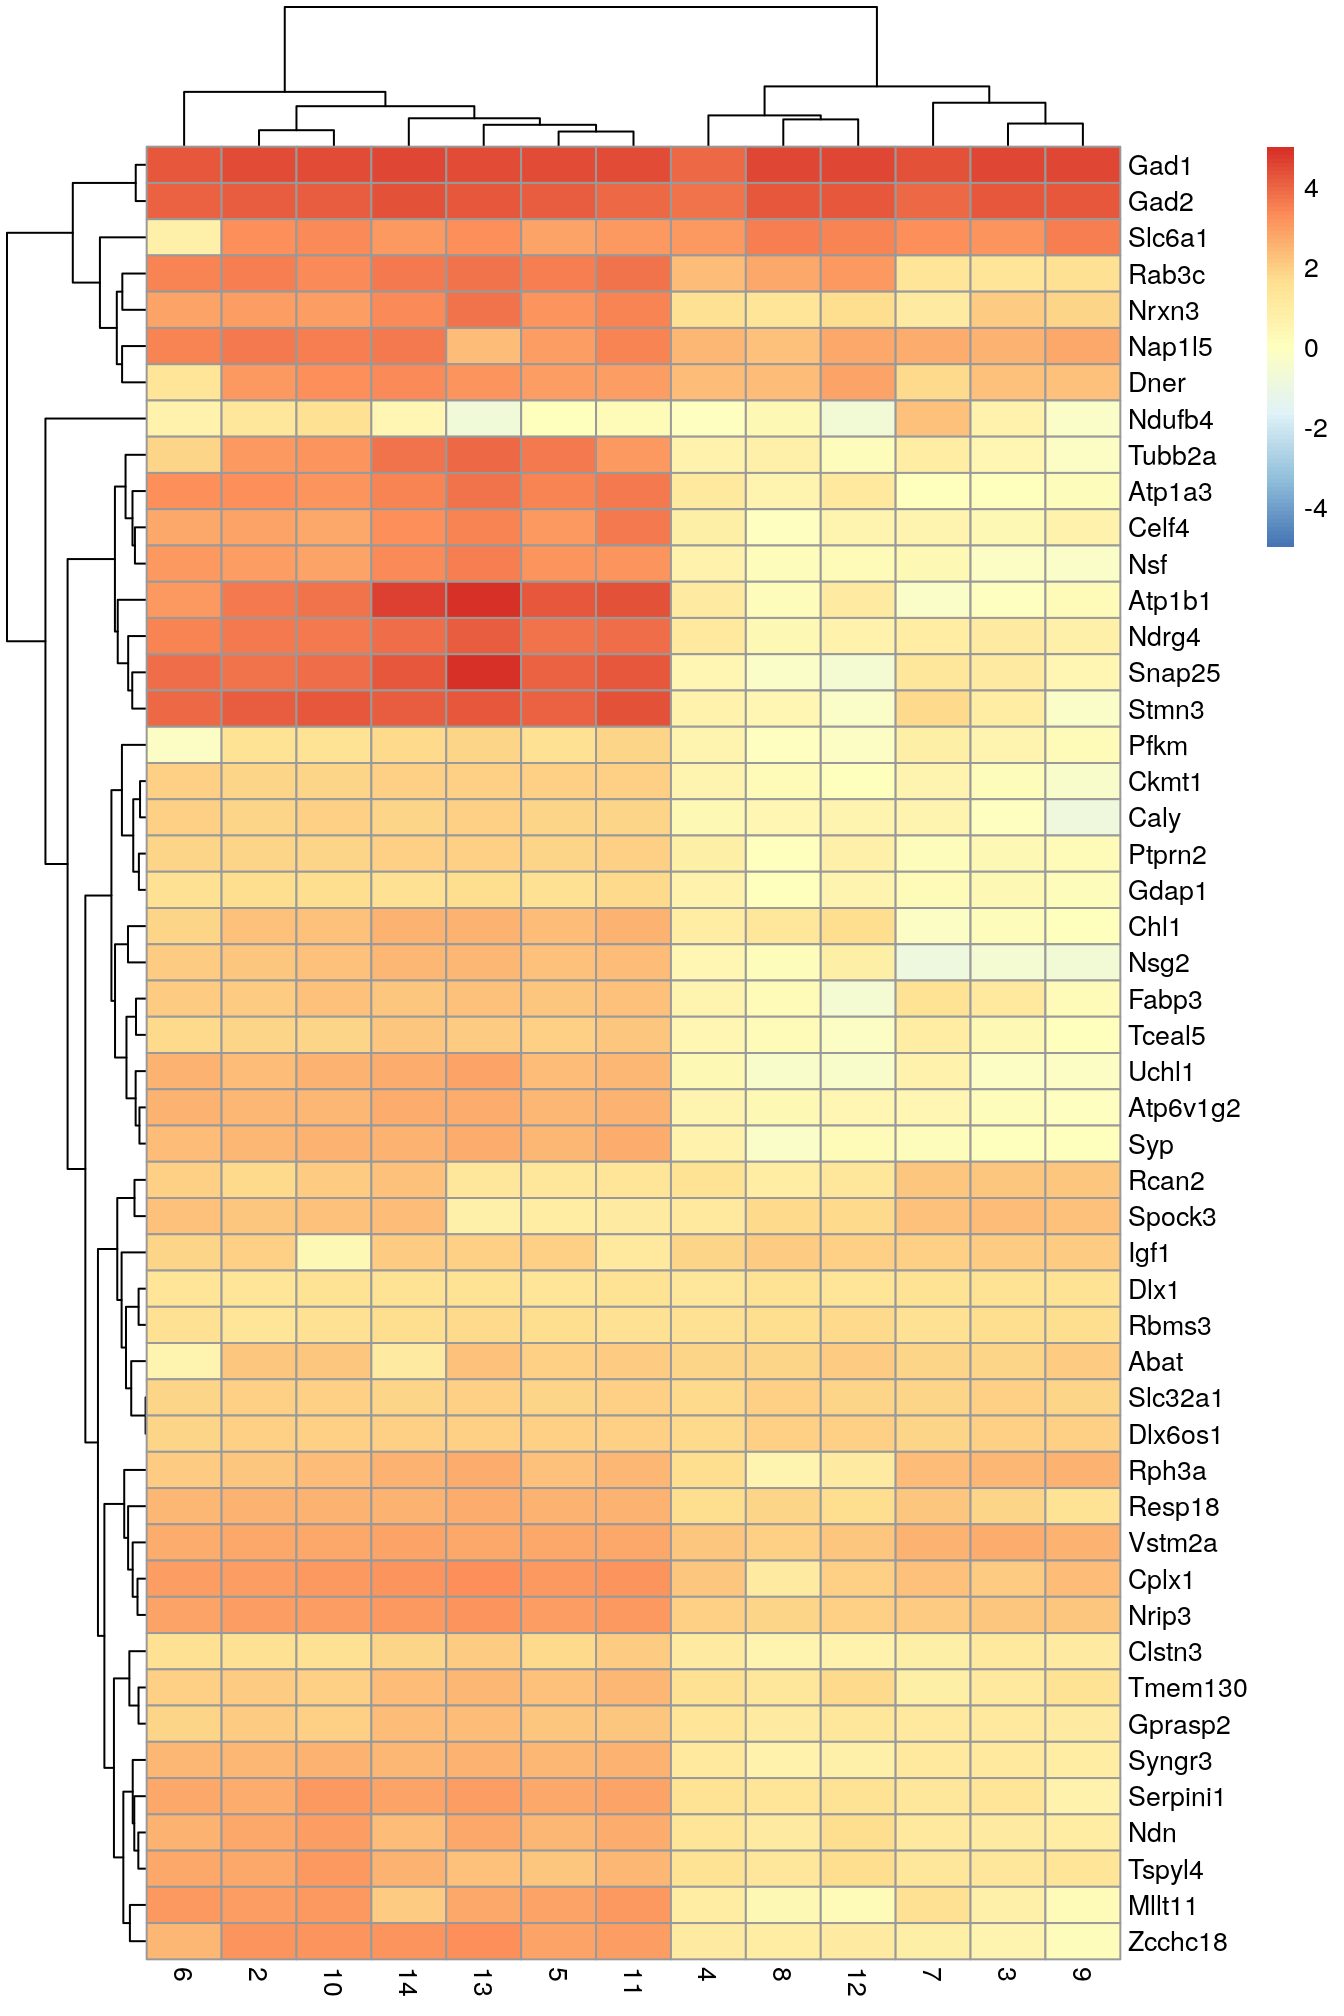 Gad1
Gad2
Slc6a1
Rab3c
Nrxn3
Nap1l5
Dner
Ndufb4
Tubb2a
Atp1a3
Celf4
Nsf
Atp1b1
Ndrg4
Snap25
Stmn3
Pfkm
Ckmt1
Caly
Ptprn2
Gdap1
Chl1
Nsg2
Fabp3
Tceal5
Uchl1
Atp6v1g2
Syp
Rcan2
Spock3
Igf1
Dlx1
Rbms3
Abat
Slc32a1
Dlx6os1
Rph3a
Resp18
Vstm2a
Cplx1
Nrip3
Clstn3
Tmem130
Gprasp2
Syngr3
Serpini1
Ndn
Tspyl4
Mllt11
Zcchc18
4
2
0
-2
-4
6 2 10 14 13 5 11 4 8 12 7 3 9